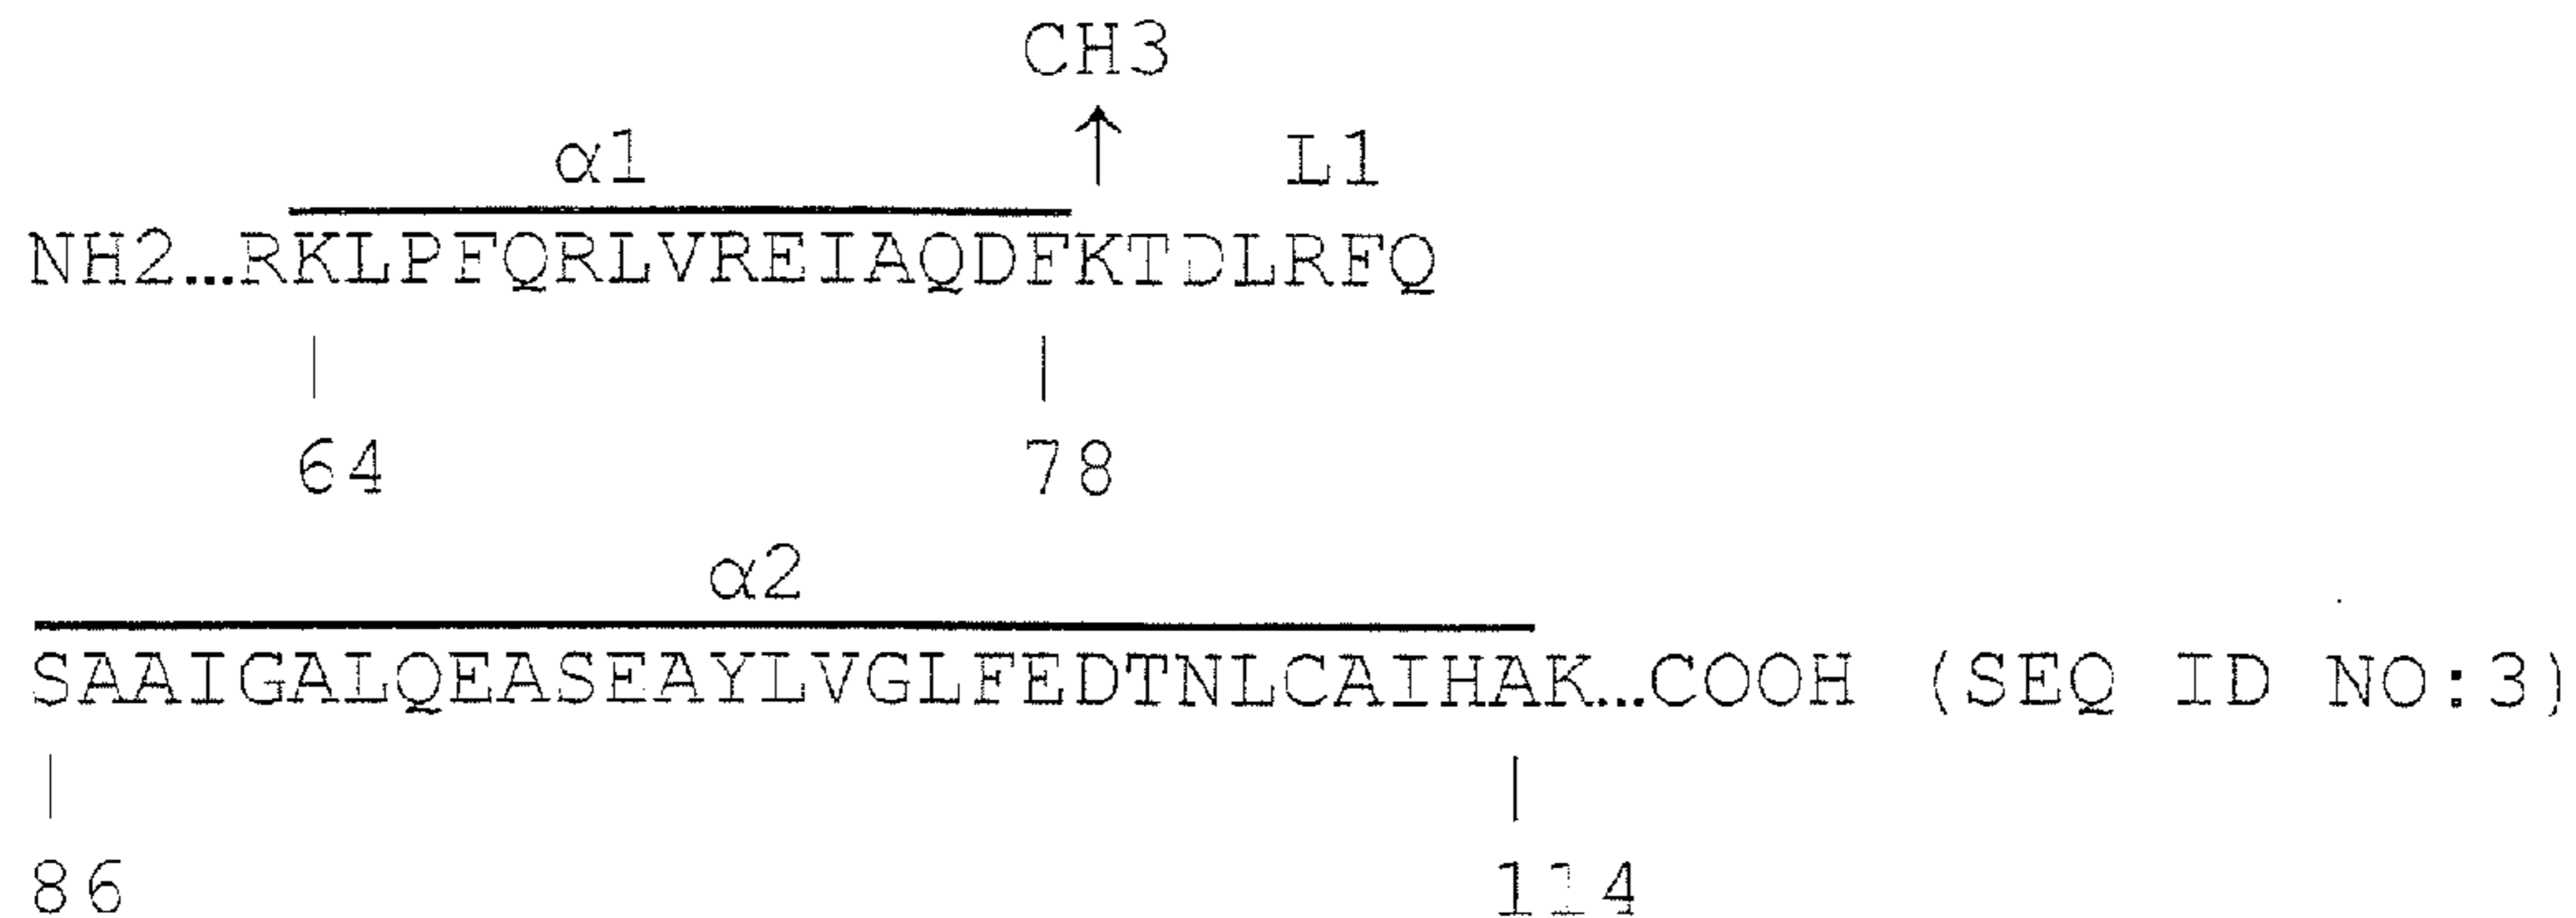 CH3
↑
α1 L1
NH2...RKLPFQRLVREIAQDFKTDLRFQ
| |
64 78
α2
SAAIGALQEASEAYLVGLFEDTNLCAIHAK...COOH (SEQ ID NO:3)
| |
86 114